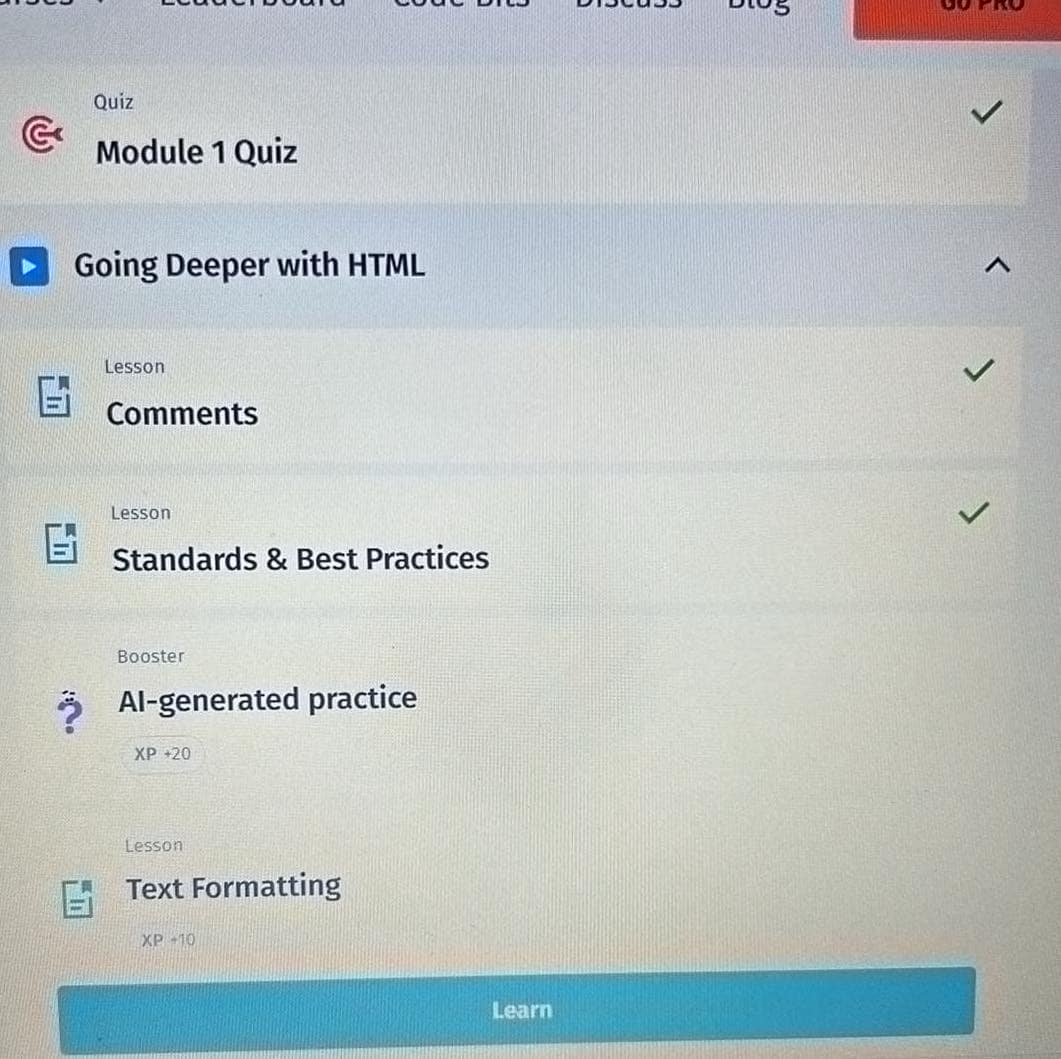 Leaderboard Code Bits Discuss Blog GO PRO
Quiz
Module 1 Quiz
Going Deeper with HTML
Lesson
Comments
Lesson
Standards & Best Practices
Booster
AI-generated practice
XP +20
Lesson
Text Formatting
XP +10
Learn